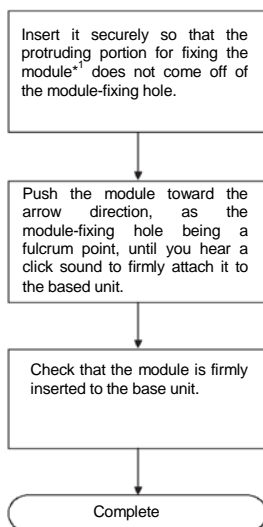 Insert it securely so that the
protruding portion for fixing the
module*1 does not come off of
the module-fixing hole.
Push the module toward the
arrow direction, as the
module-fixing hole being a
fulcrum point, until you hear a
click sound to firmly attach it to
the based unit.
Check that the module is firmly
inserted to the base unit.
Complete